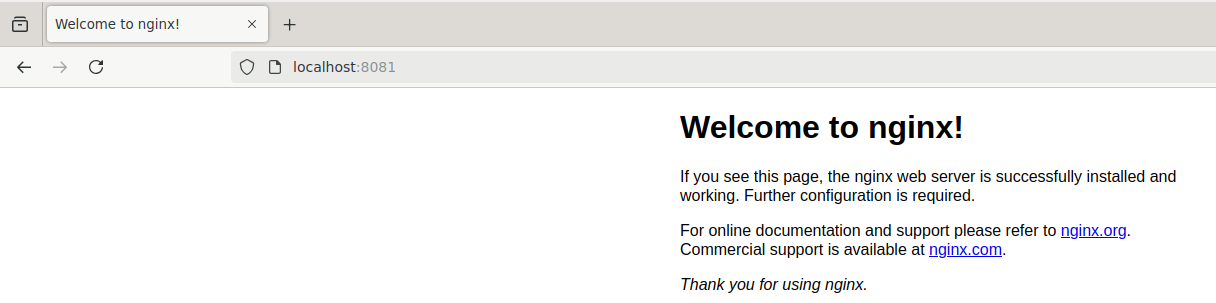 Welcome to nginx!
localhost:8081
Welcome to nginx!
If you see this page, the nginx web server is successfully installed and
working. Further configuration is required.
For online documentation and support please refer to nginx.org.
Commercial support is available at nginx.com.
Thank you for using nginx.